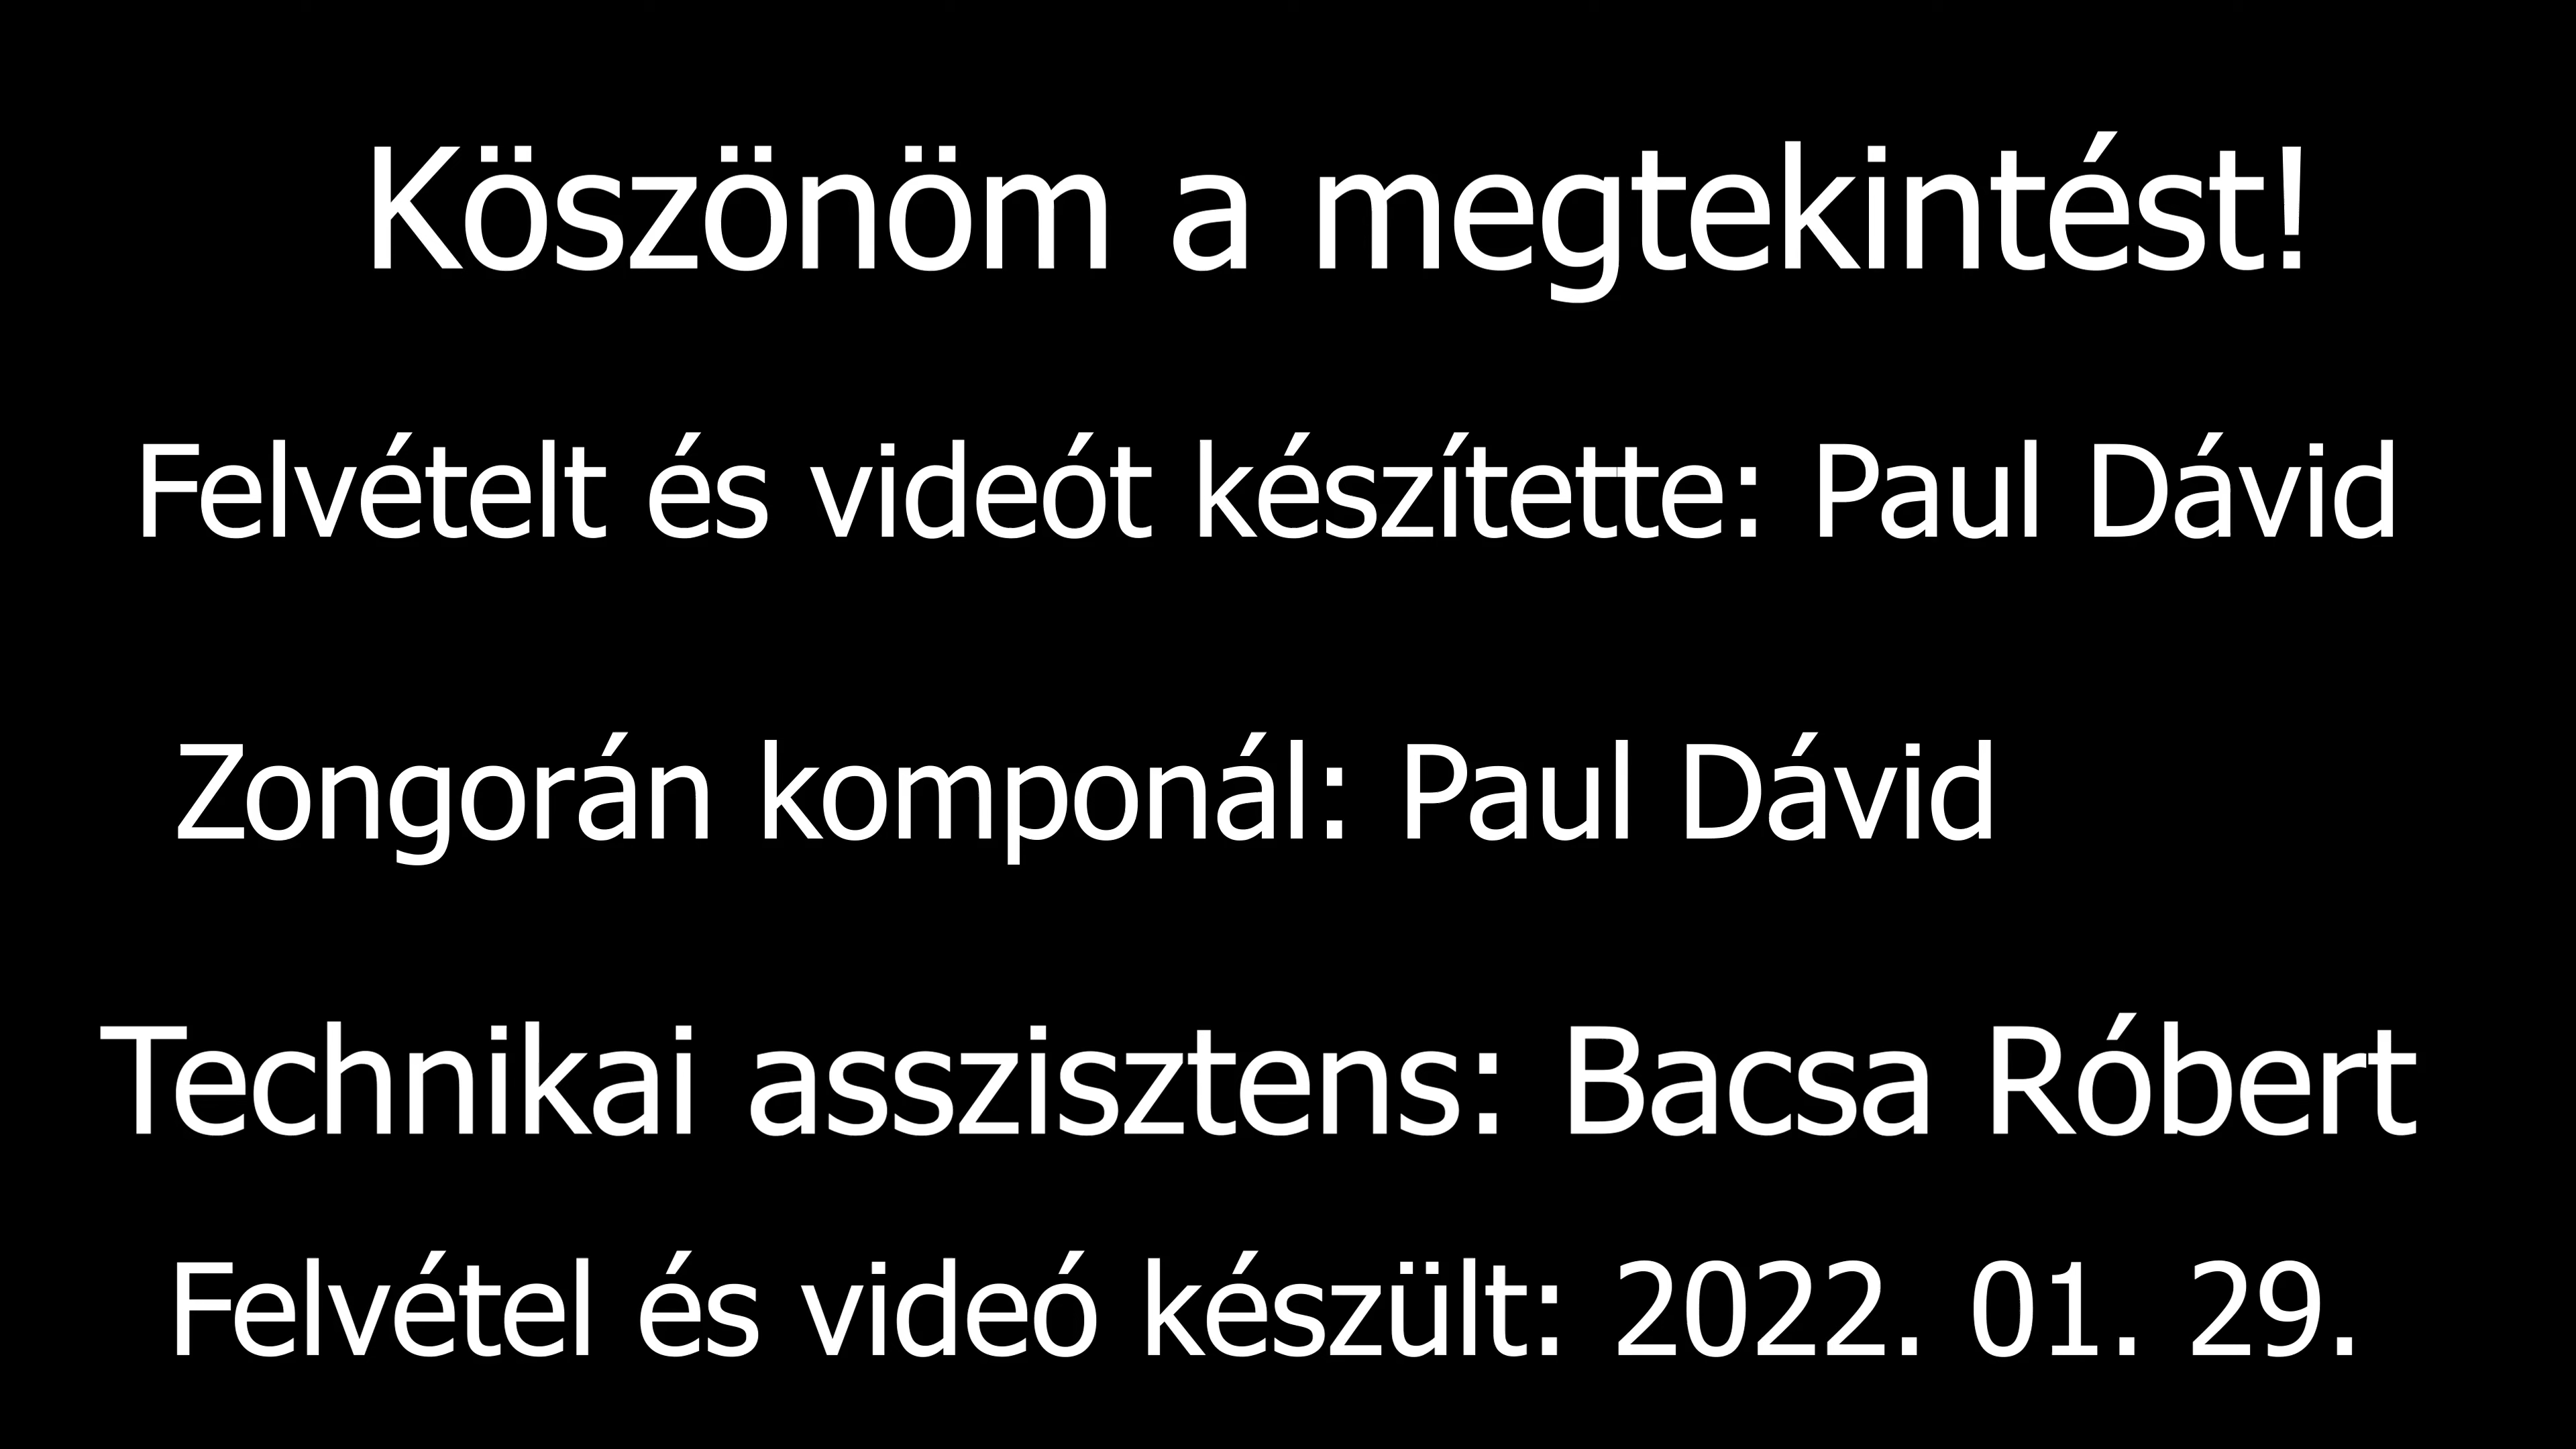 Köszönöm a megtekintést!
Felvételt és videót készítette: Paul Dávid
Zongorán komponál: Paul Dávid
Technikai asszisztens: Bacsa Róbert
Felvétel és videó készült: 2022. 01. 29.